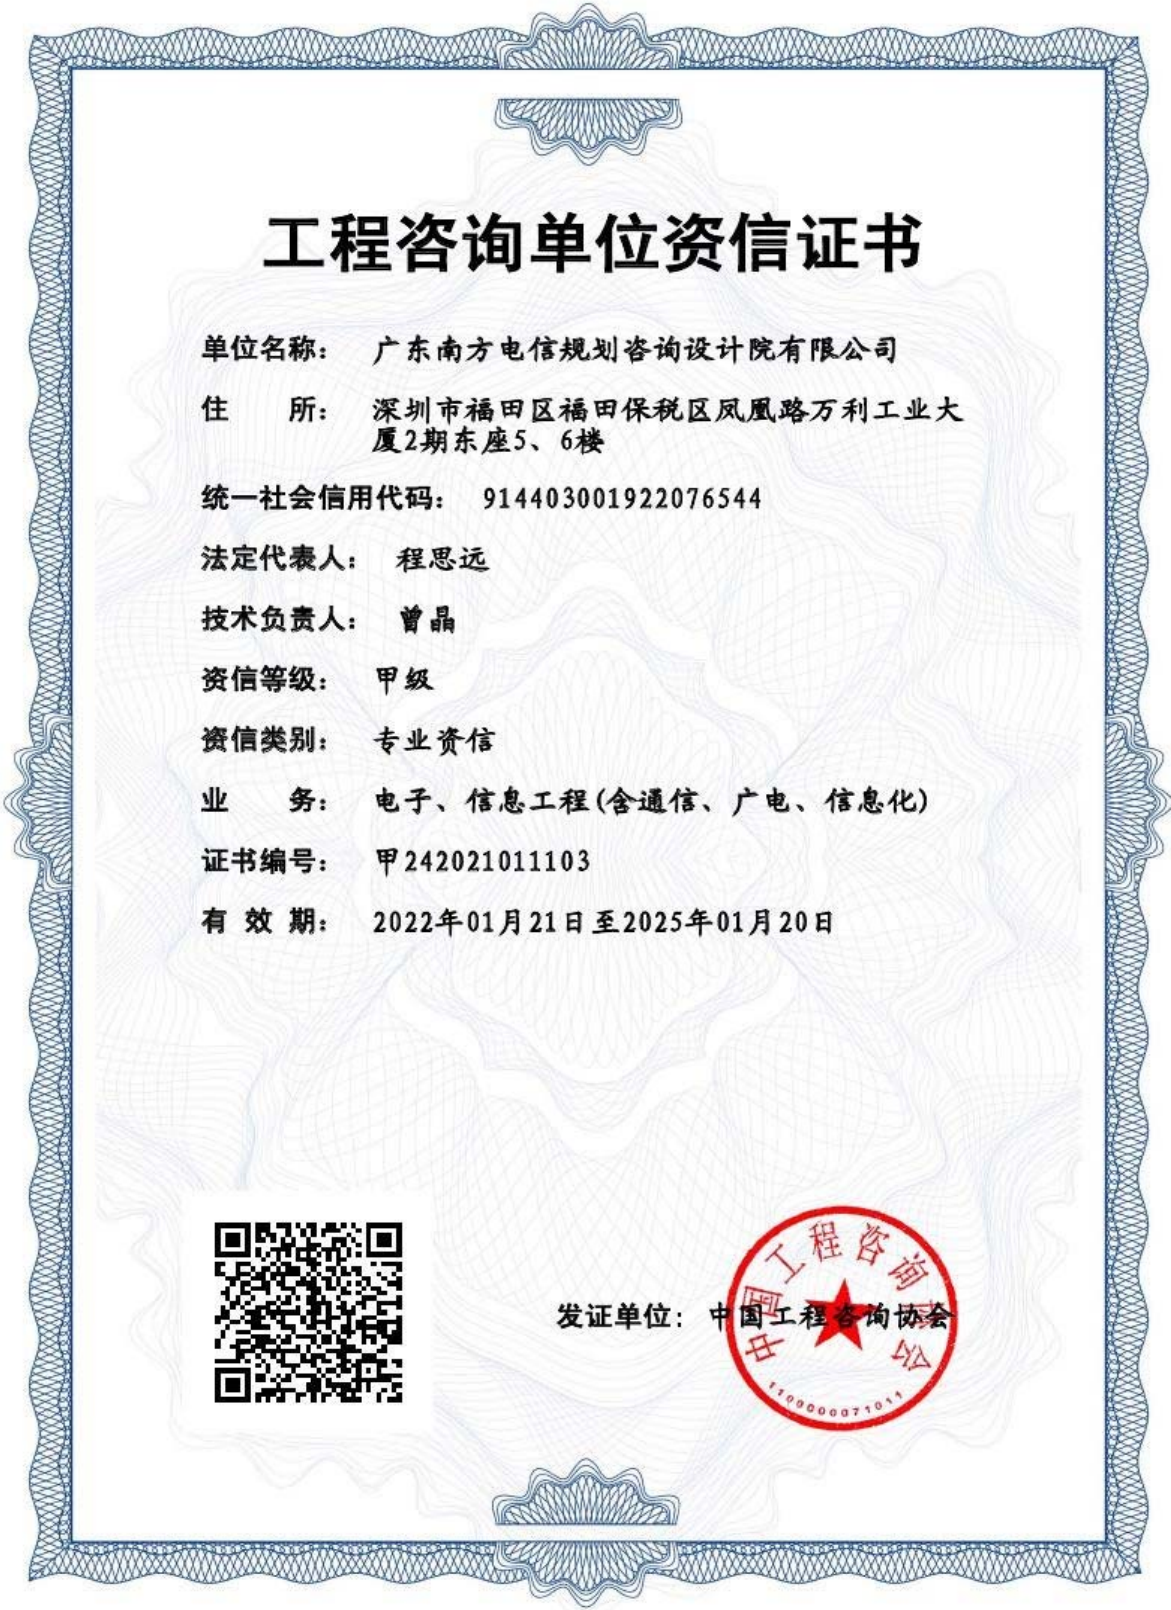 工程咨询单位资信证书
单位名称： 广东南方电信规划咨询设计院有限公司
住 所： 深圳市福田区福田保税区凤凰路万利工业大
厦2期东座5、6楼
统一社会信用代码： 914403001922076544
法定代表人： 程思远
技术负责人： 曾晶
资信等级： 甲级
资信类别： 专业资信
业 务： 电子、信息工程(含通信、广电、信息化)
证书编号： 甲242021011103
有 效 期： 2022年01月21日至2025年01月20日
发证单位： 中国工程咨询协会
中国工程咨询协会
1100000071011